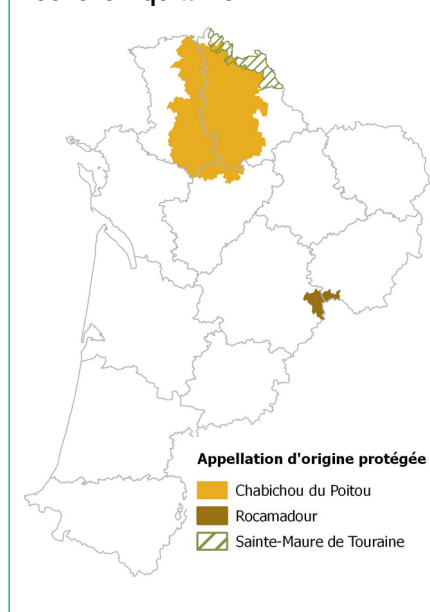 Appellation d'origine protégée
Chabichou du Poitou
Rocamadour
Sainte-Maure de Touraine